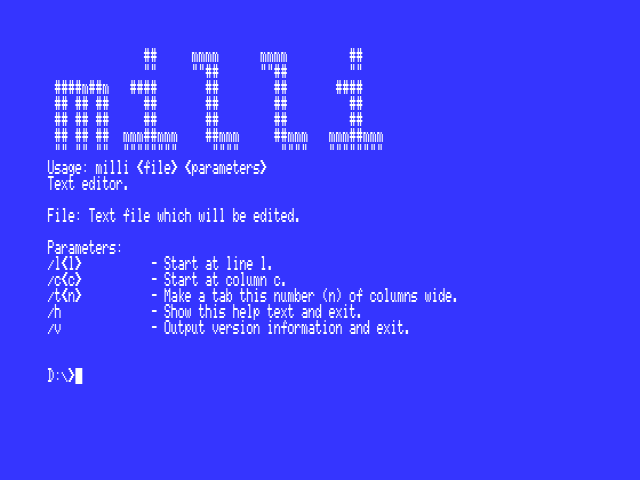 milli
Usage: milli <file> <parameters>
Text editor.
File: Text file which will be edited.
Parameters:
/l<l> - Start at line l.
/c<c> - Start at column c.
/t<n> - Make a tab this number (n) of columns wide.
/h - Show this help text and exit.
/v - Output version information and exit.
D:\>